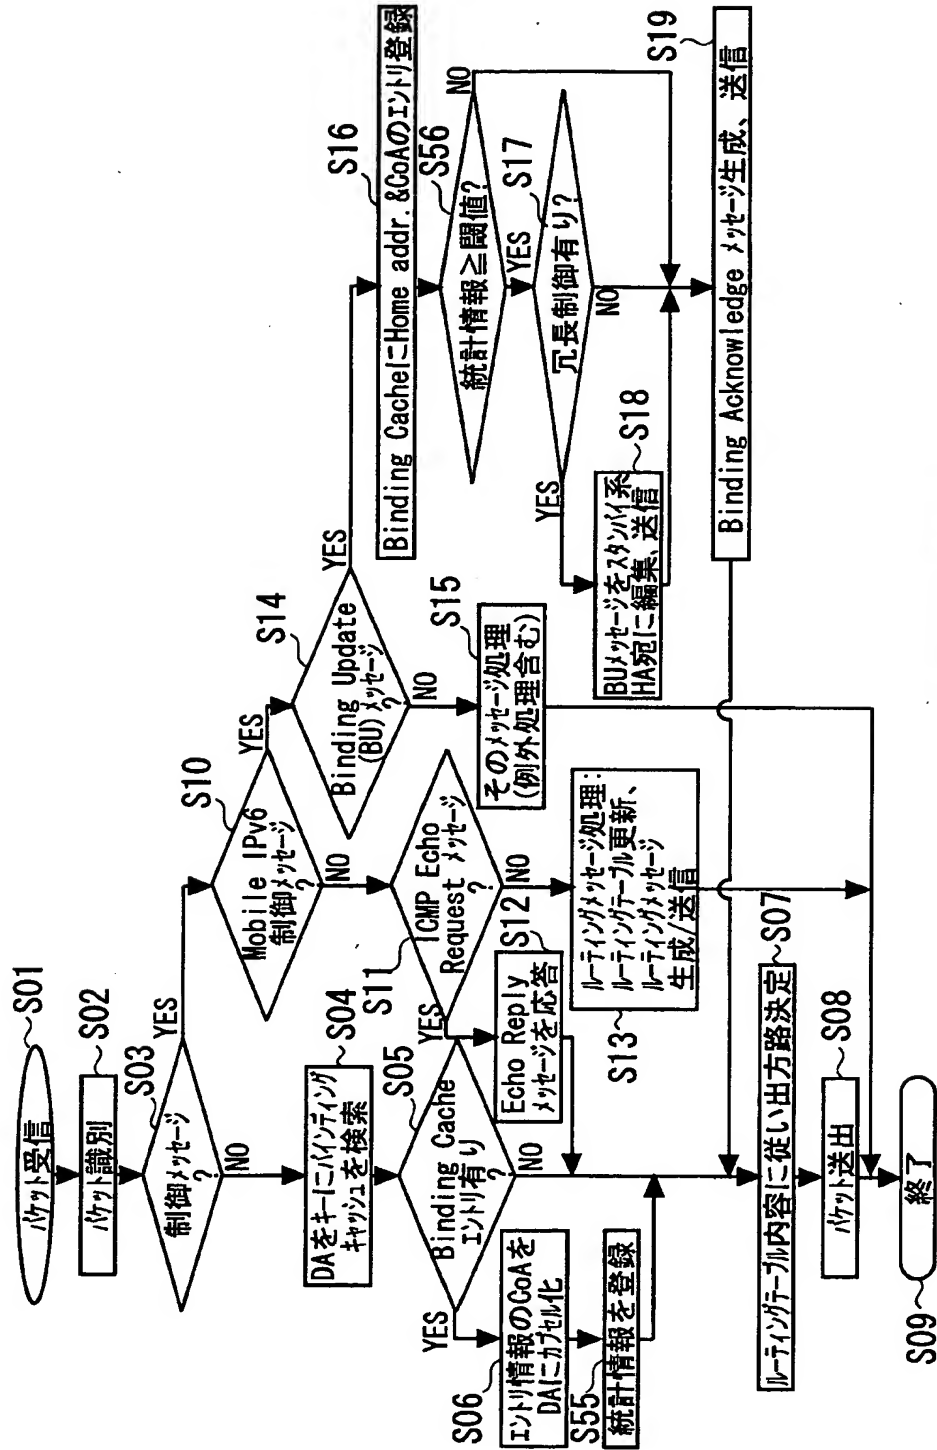 S01
パケット受信
S02
パケット識別
S03
制御メッセージ
?
YES
NO
S04
DAをキーにバインディング
キャッシュを検索
S05
Binding Cache
エントリ有り
?
YES
NO
S06
エントリ情報のCoAを
DAにカプセル化
S55
統計情報を登録
S10
Mobile IPv6
制御メッセージ
?
YES
NO
S11
ICMP Echo
Request メッセージ
?
YES
NO
S12
Echo Reply
メッセージを応答
S13
ルーティングメッセージ処理:
ルーティングテーブル更新、
ルーティングメッセージ
生成/送信
S14
Binding Update
(BU)メッセージ
?
YES
NO
S15
そのメッセージ処理
(例外処理含む)
S16
Binding CacheにHome addr.&CoAのエントリ登録
S56
統計情報≧閾値?
YES
NO
S17
冗長制御有り?
YES
NO
S18
BUメッセージをスタンバイ系
HA宛に編集、送信
S19
Binding Acknowledge メッセージ生成、送信
S07
ルーティングテーブル内容に従い出方路決定
S08
パケット送出
S09
終了